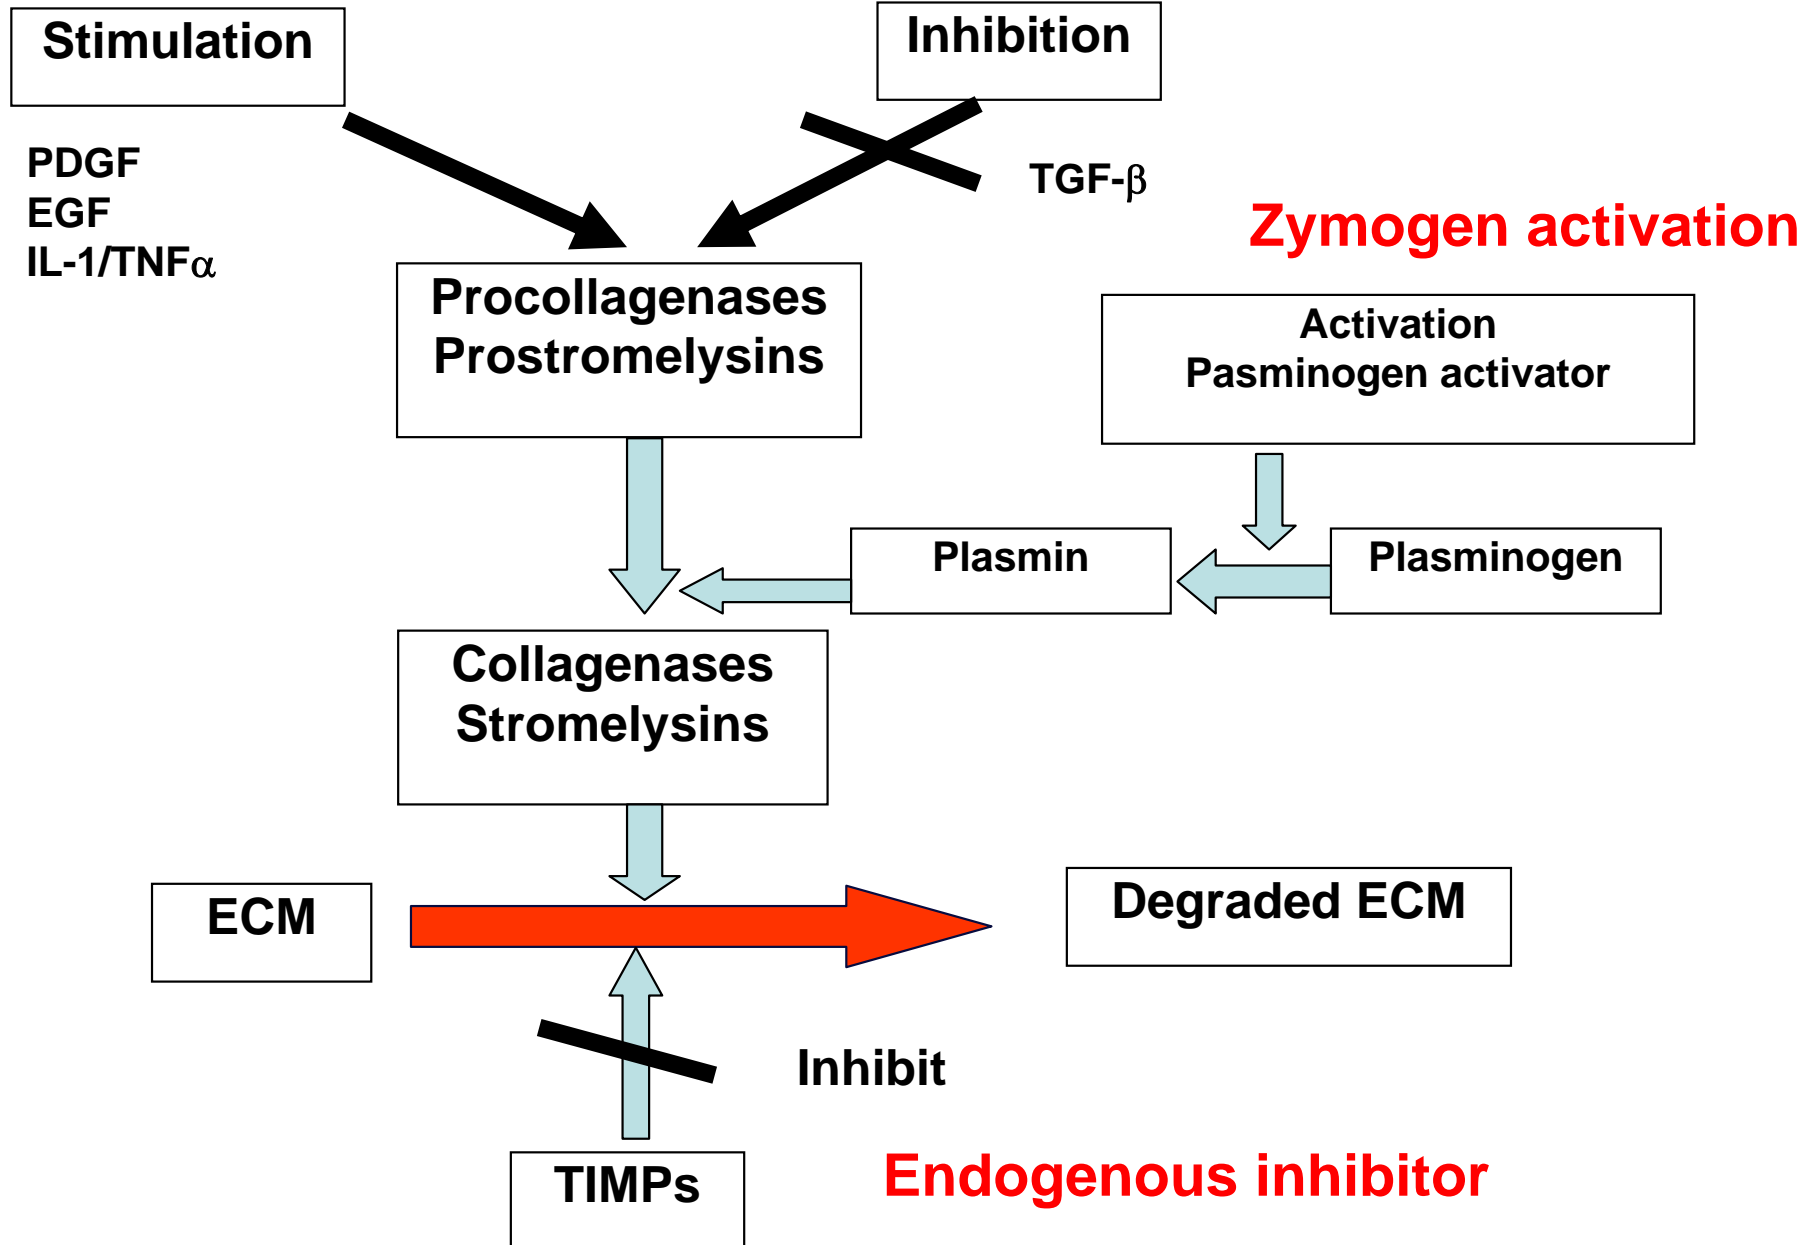 Stimulation
Inhibition
PDGF
EGF
IL-1/TNFα
TGF-β
Zymogen activation
Procollagenases
Prostromelysins
Activation
Pasminogen activator
Plasmin
Plasminogen
Collagenases
Stromelysins
ECM
Degraded ECM
Inhibit
TIMPs
Endogenous inhibitor